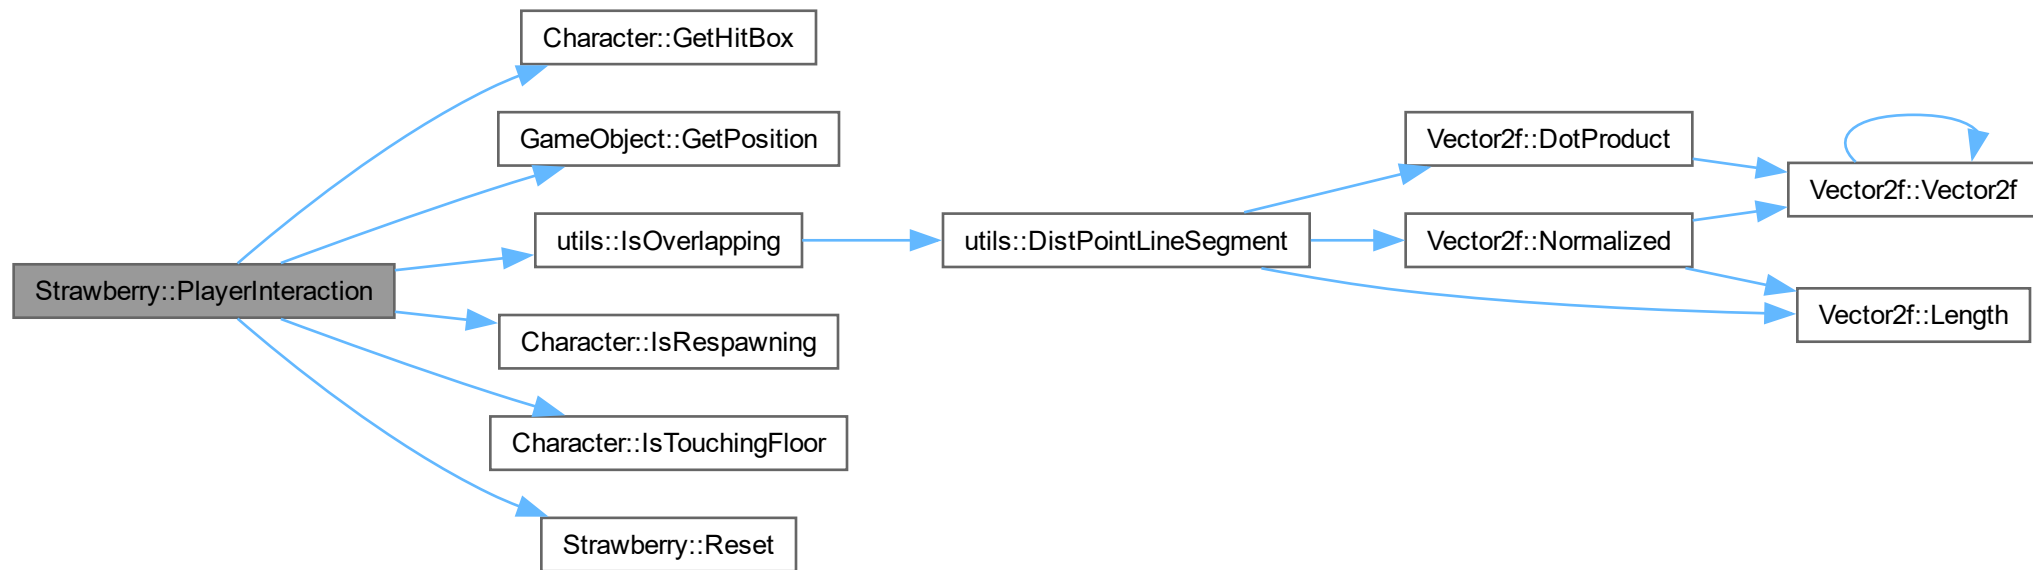 Character::GetHitBox
GameObject::GetPosition
Vector2f::DotProduct
Vector2f::Vector2f
utils::IsOverlapping
utils::DistPointLineSegment
Vector2f::Normalized
Strawberry::PlayerInteraction
Vector2f::Length
Character::IsRespawning
Character::IsTouchingFloor
Strawberry::Reset